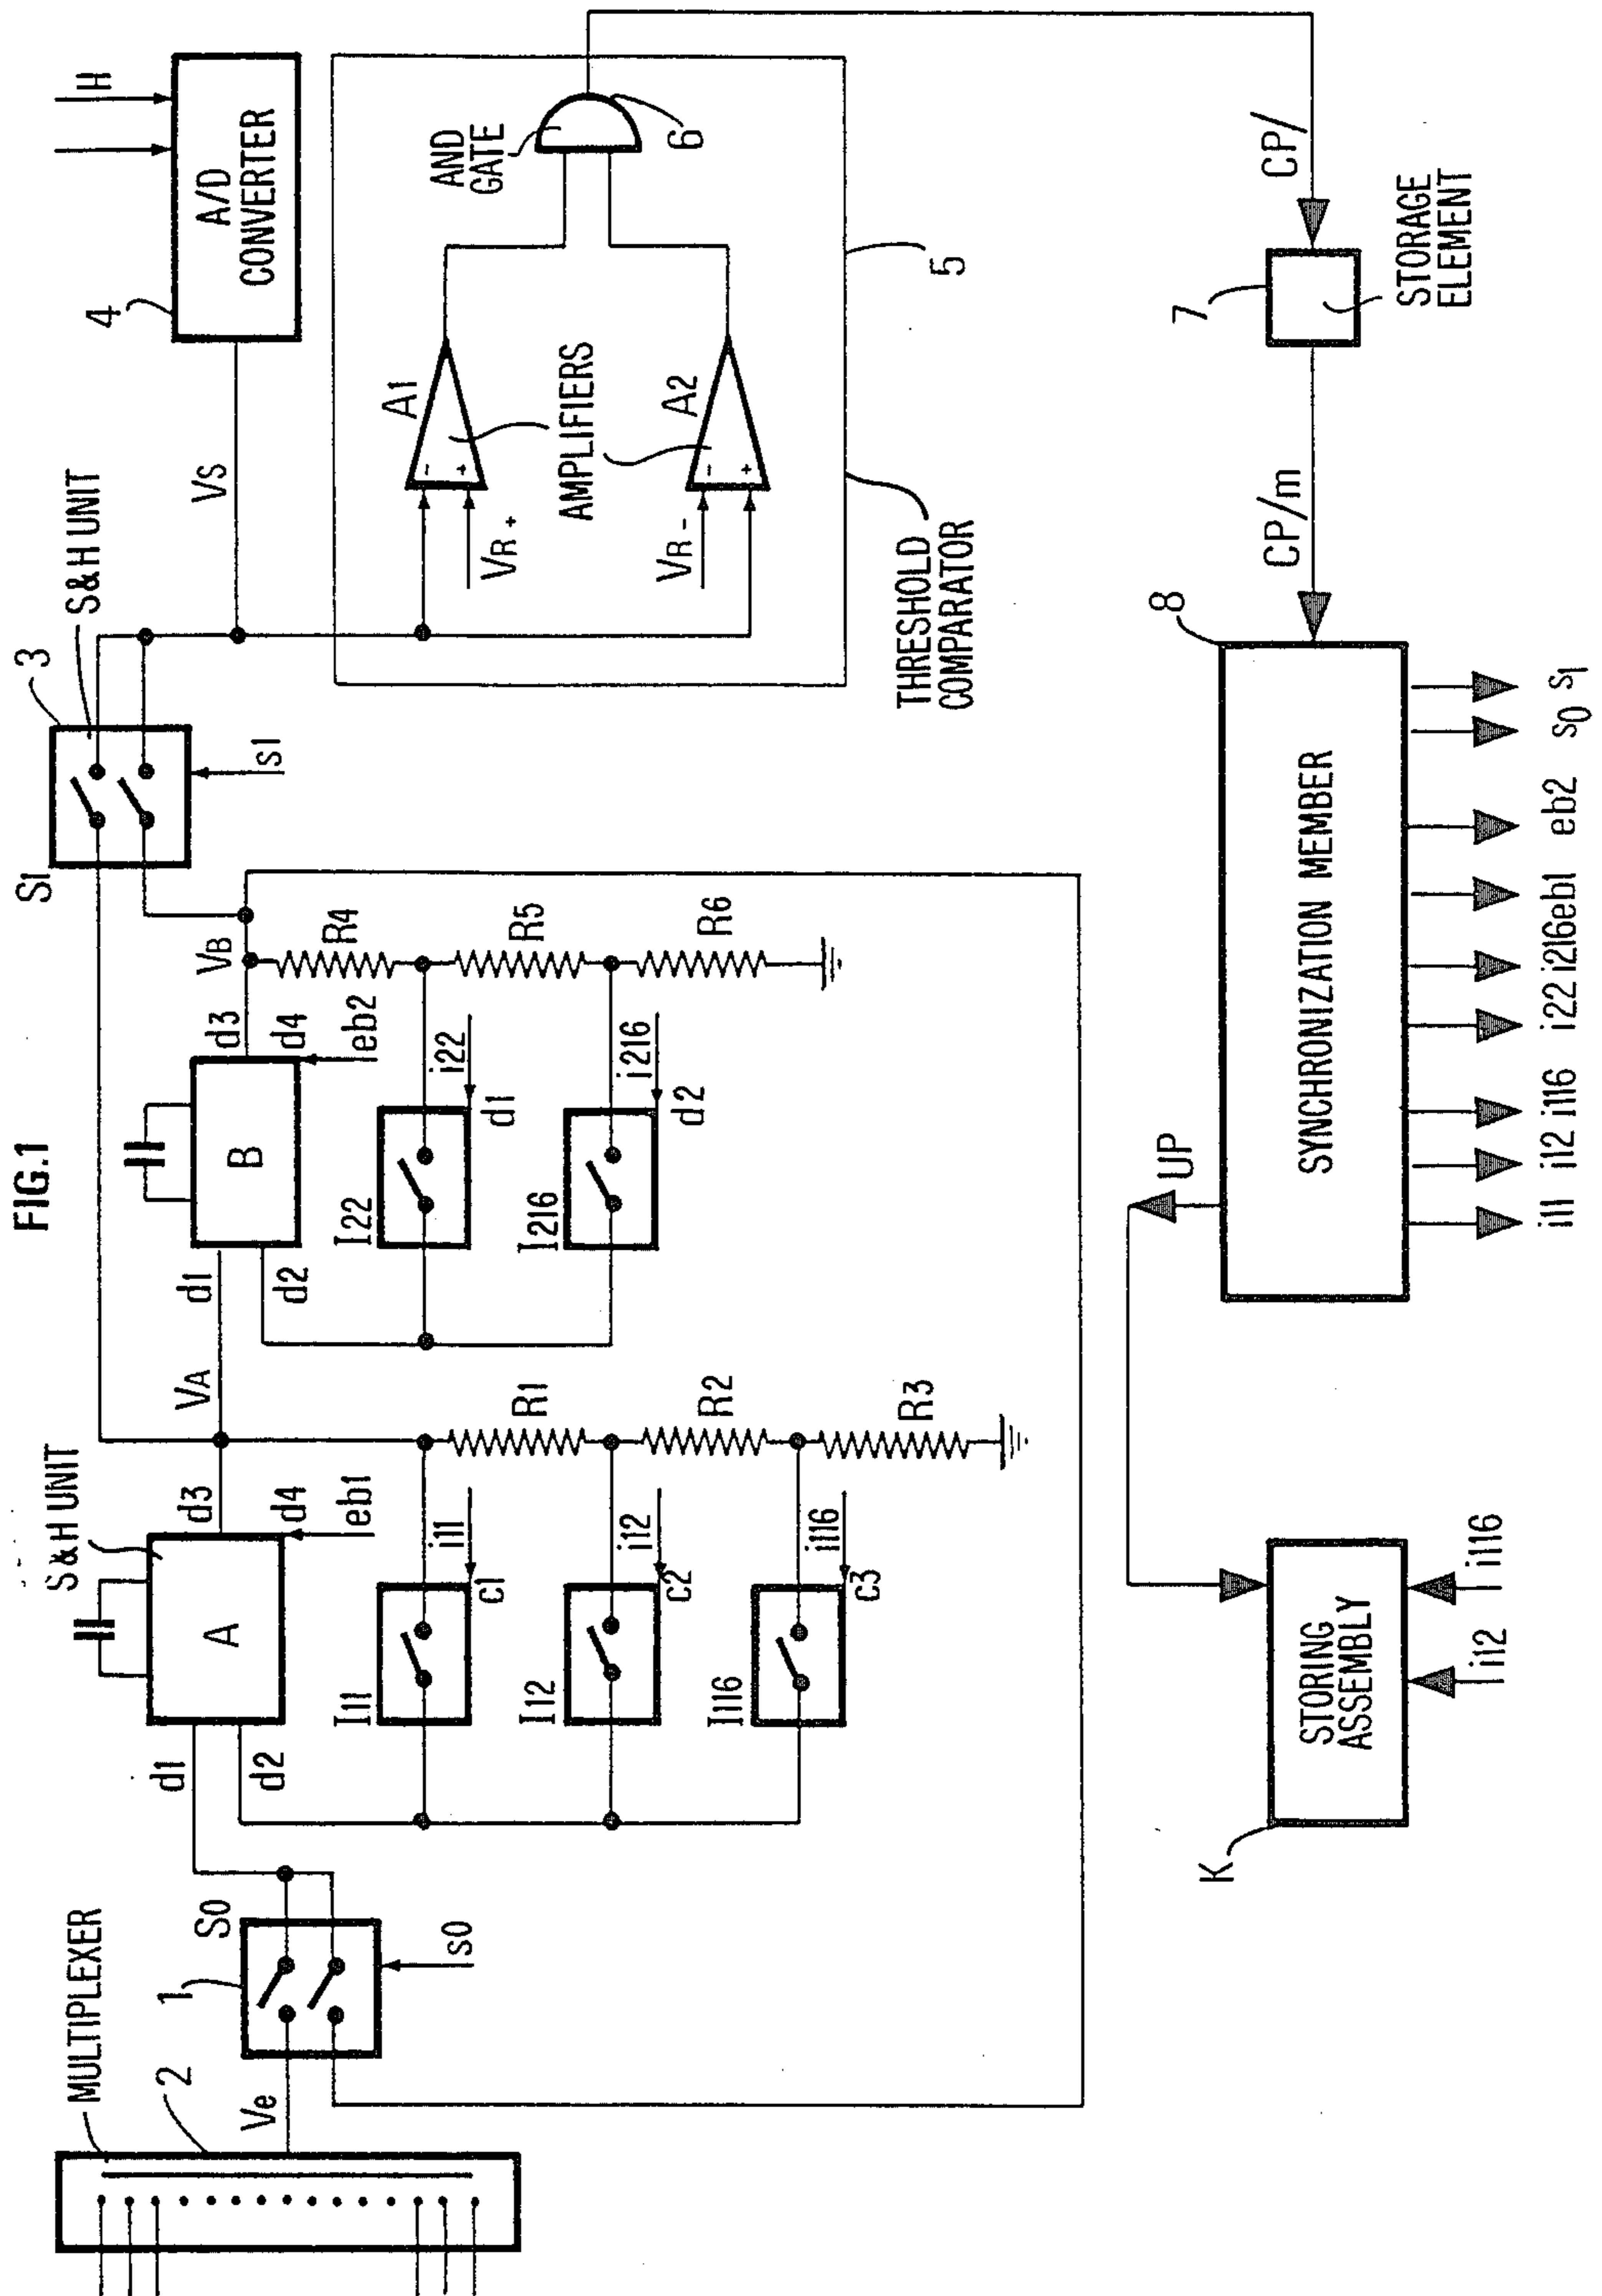 FIG.1
MULTIPLEXER
2
Ve
1
S0
s0
d1
d2
S&H UNIT
A
d3
d4
eb1
VA
I11
i11
c1
I12
i12
c2
I116
i116
c3
R1
R2
R3
d1
d2
B
d3
d4
eb2
VB
I22
i22
d1
I216
i216
d2
R4
R5
R6
S1
3
S&H UNIT
s1
VS
4
A/D
CONVERTER
H
A1
-
+
VR +
AMPLIFIERS
A2
-
+
VR -
AND
GATE
6
5
THRESHOLD
COMPARATOR
K
STORING
ASSEMBLY
i12
i116
UP
8
SYNCHRONIZATION MEMBER
i11 i12 i116 i22 i216 eb1 eb2 s0 s1
CP/m
7
STORAGE
ELEMENT
CP/